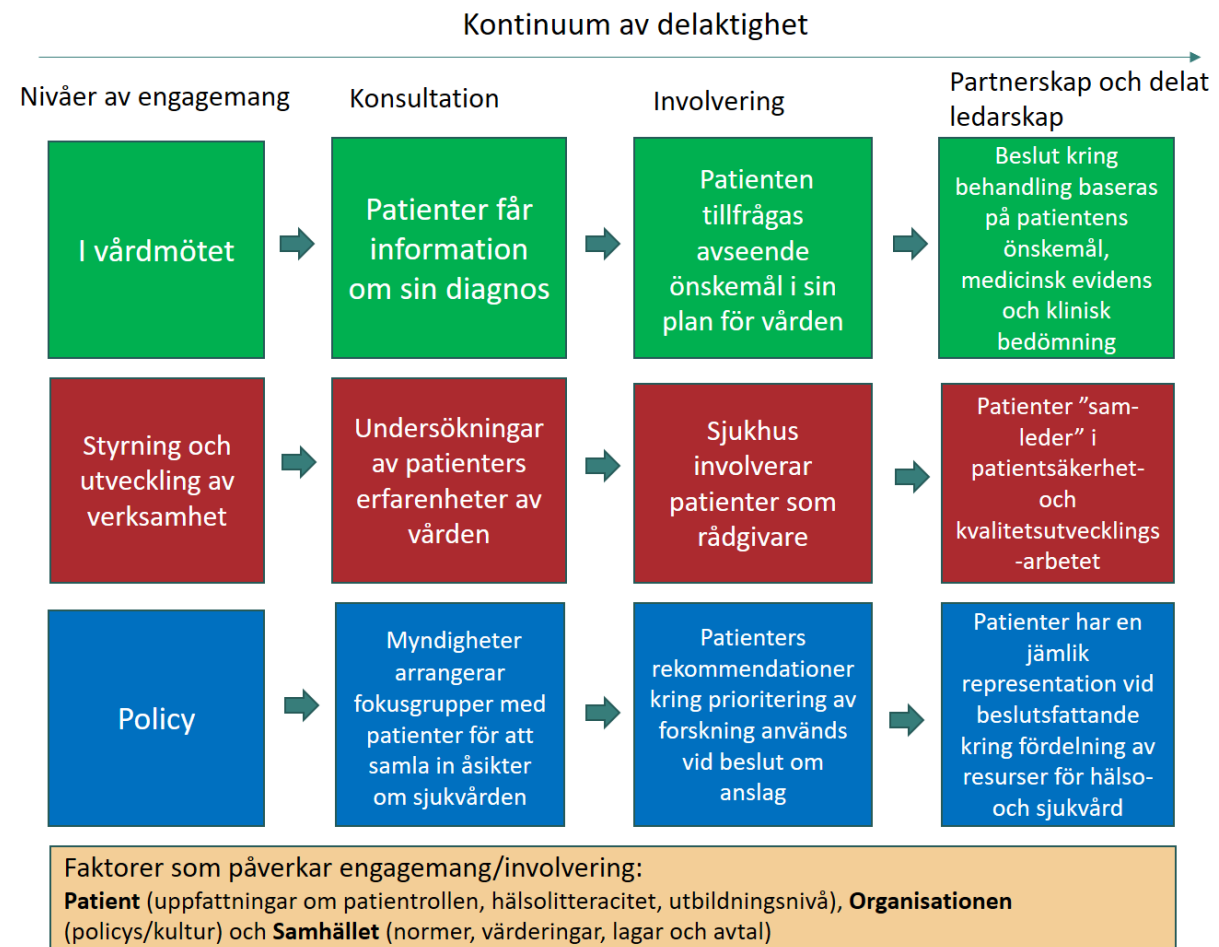 Kontinuum av delaktighet
Nivåer av engagemang
Konsultation
Involvering
Partnerskap och delat
ledarskap
I vårdmötet
Patienter får
information
om sin diagnos
Patienten
tillfrågas
avseende
önskemål i sin
plan för vården
Beslut kring
behandling baseras
på patientens
önskemål,
medicinsk evidens
och klinisk
bedömning
Styrning och
utveckling av
verksamhet
Undersökningar
av patienters
erfarenheter av
vården
Sjukhus
involverar
patienter som
rådgivare
Patienter ”sam-
leder” i
patientsäkerhet-
och
kvalitetsutvecklings
-arbetet
Policy
Myndigheter
arrangerar
fokusgrupper med
patienter för att
samla in åsikter
om sjukvården
Patienters
rekommendationer
kring prioritering av
forskning används
vid beslut om
anslag
Patienter har en
jämlik
representation vid
beslutsfattande
kring fördelning av
resurser för hälso-
och sjukvård
Faktorer som påverkar engagemang/involvering:
Patient (uppfattningar om patientrollen, hälsolitteracitet, utbildningsnivå), Organisationen
(policys/kultur) och Samhället (normer, värderingar, lagar och avtal)